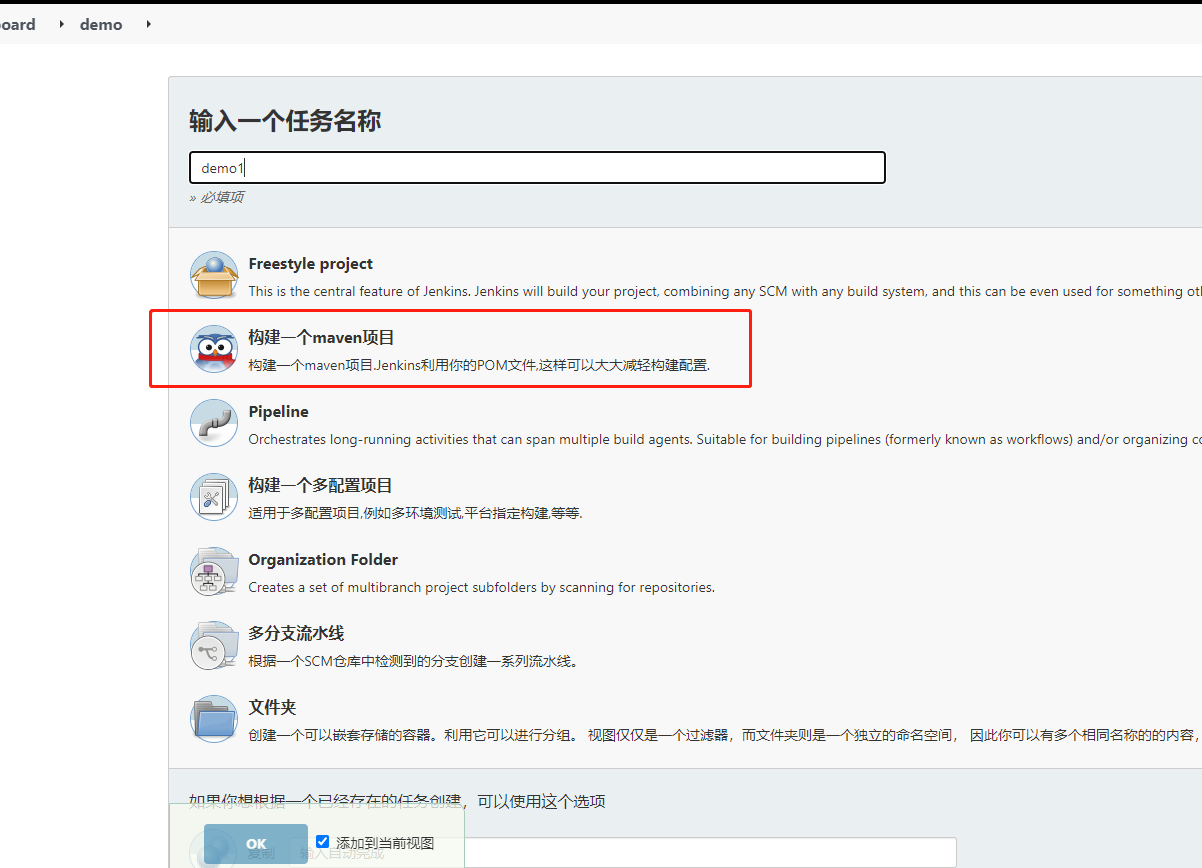 oard ▸ demo ▸
输入一个任务名称
demo1
» 必填项
Freestyle project
This is the central feature of Jenkins. Jenkins will build your project, combining any SCM with any build system, and this can be even used for something
构建一个maven项目
构建一个maven项目.Jenkins利用你的POM文件,这样可以大大减轻构建配置.
Pipeline
Orchestrates long-running activities that can span multiple build agents. Suitable for building pipelines (formerly known as workflows) and/or organizing
构建一个多配置项目
适用于多配置项目,例如多环境测试,平台指定构建,等等.
Organization Folder
Creates a set of multibranch project subfolders by scanning for repositories.
多分支流水线
根据一个SCM仓库中检测到的分支创建一系列流水线。
文件夹
创建一个可以嵌套存储的容器。利用它可以进行分组。 视图仅仅是一个过滤器，而文件夹则是一个独立的命名空间， 因此你可以有多个相同名称的的内容，
如果你想根据一个已经存在的任务创建，可以使用这个选项
OK 添加到当前视图
复制 输入自动完成